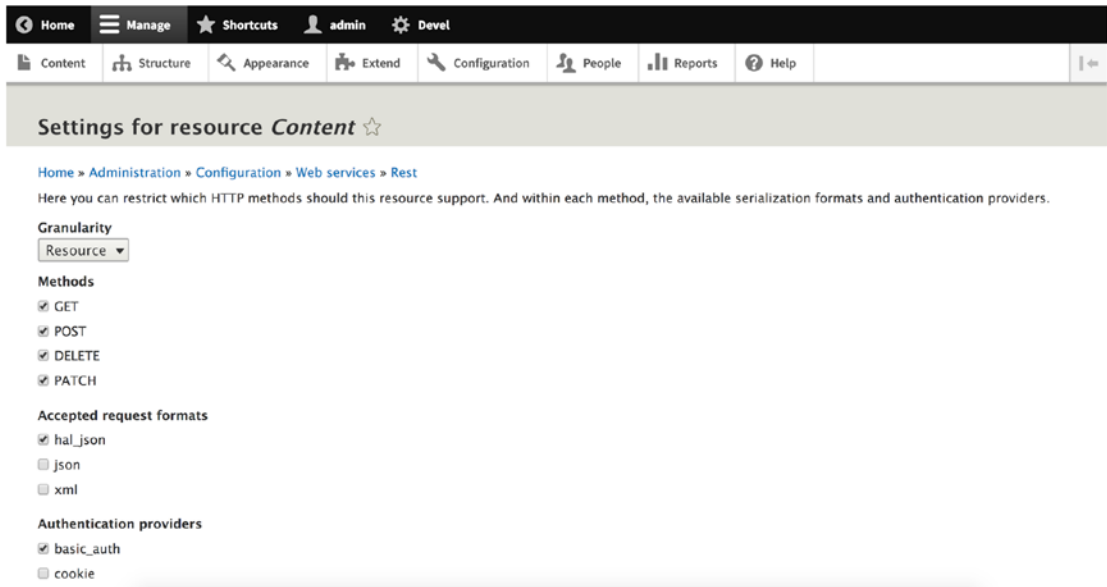 Home Manage Shortcuts admin Devel
Content Structure Appearance Extend Configuration People Reports Help
Settings for resource Content
Home » Administration » Configuration » Web services » Rest
Here you can restrict which HTTP methods should this resource support. And within each method, the available serialization formats and authentication providers.
Granularity
Resource
Methods
GET
POST
DELETE
PATCH
Accepted request formats
hal_json
json
xml
Authentication providers
basic_auth
cookie